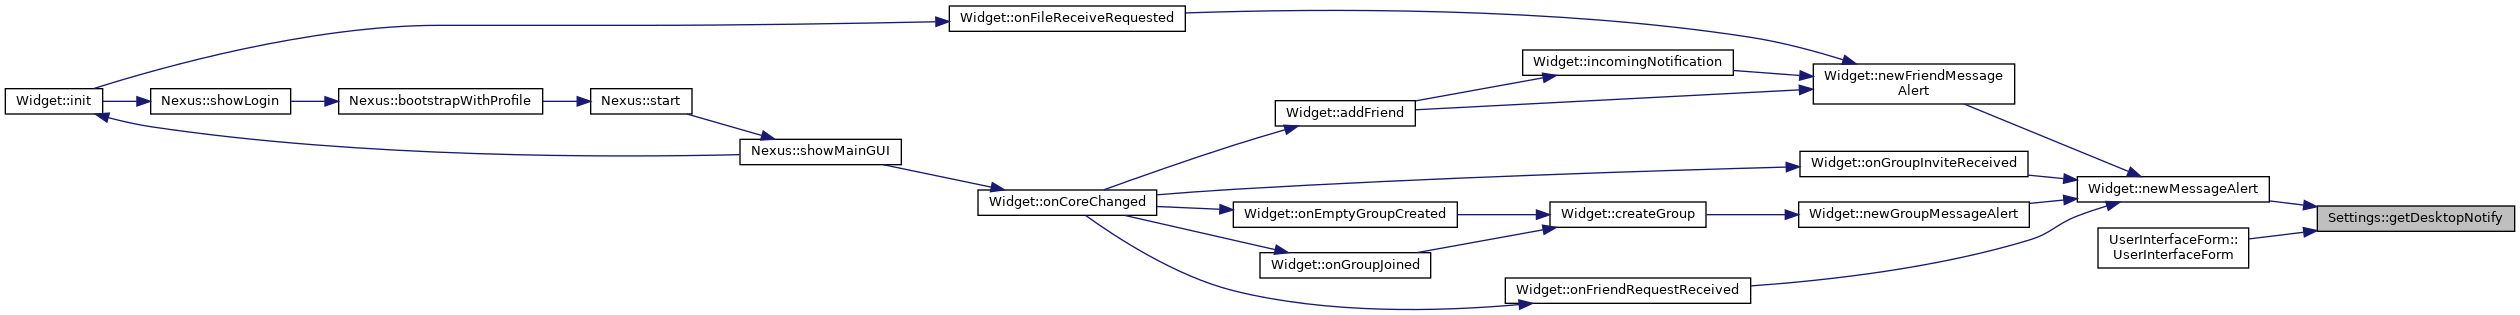 Widget::onFileReceiveRequested
Widget::incomingNotification
Widget::newFriendMessage
Alert
Widget::init
Nexus::showLogin
Nexus::bootstrapWithProfile
Nexus::start
Widget::addFriend
Nexus::showMainGUI
Widget::onGroupInviteReceived
Widget::newMessageAlert
Widget::onCoreChanged
Widget::onEmptyGroupCreated
Widget::createGroup
Widget::newGroupMessageAlert
Settings::getDesktopNotify
UserInterfaceForm::
UserInterfaceForm
Widget::onGroupJoined
Widget::onFriendRequestReceived